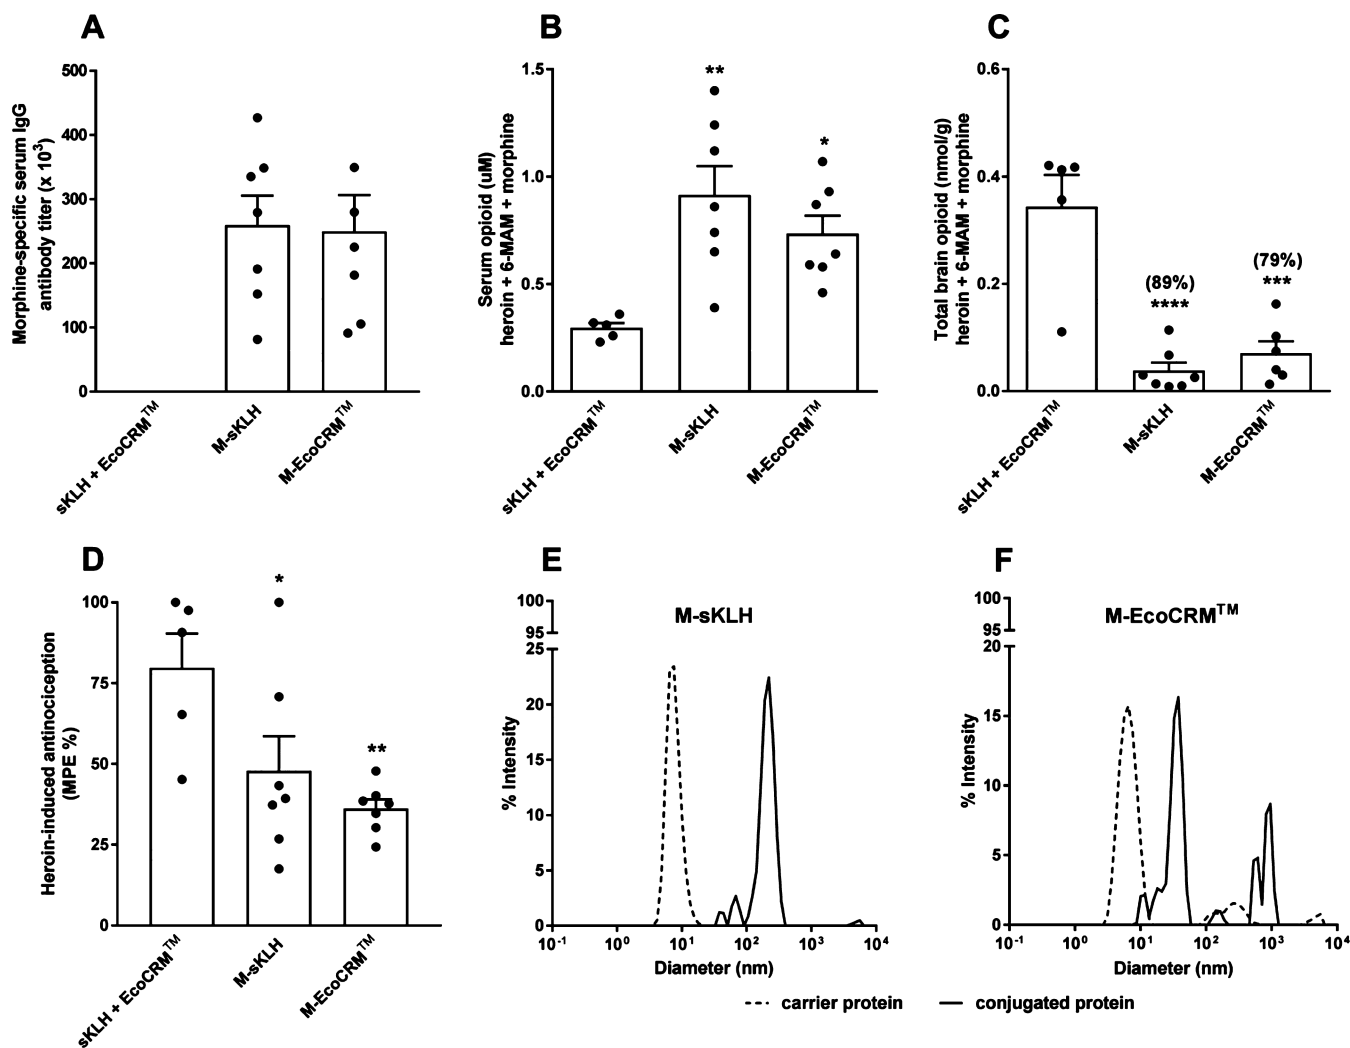 A
Morphine-specific serum IgG
antibody titer (x 10³)
500
400
300
200
100
0
sKLH + EcoCRM™
M-sKLH
M-EcoCRM™
B
Serum opioid (uM)
heroin + 6-MAM + morphine
1.5
1.0
0.5
0.0
**
*
sKLH + EcoCRM™
M-sKLH
M-EcoCRM™
C
Total brain opioid (nmol/g)
heroin + 6-MAM + morphine
0.6
0.4
0.2
0.0
(89%)
****
(79%)
***
sKLH + EcoCRM™
M-sKLH
M-EcoCRM™
D
Heroin-induced antinociception
(MPE %)
100
75
50
25
0
*
**
sKLH + EcoCRM™
M-sKLH
M-EcoCRM™
E
M-sKLH
% Intensity
100
95
25
20
15
10
5
0
10⁻¹ 10⁰ 10¹ 10² 10³ 10⁴
Diameter (nm)
F
M-EcoCRM™
% Intensity
100
95
20
15
10
5
0
10⁻¹ 10⁰ 10¹ 10² 10³ 10⁴
Diameter (nm)
carrier protein conjugated protein